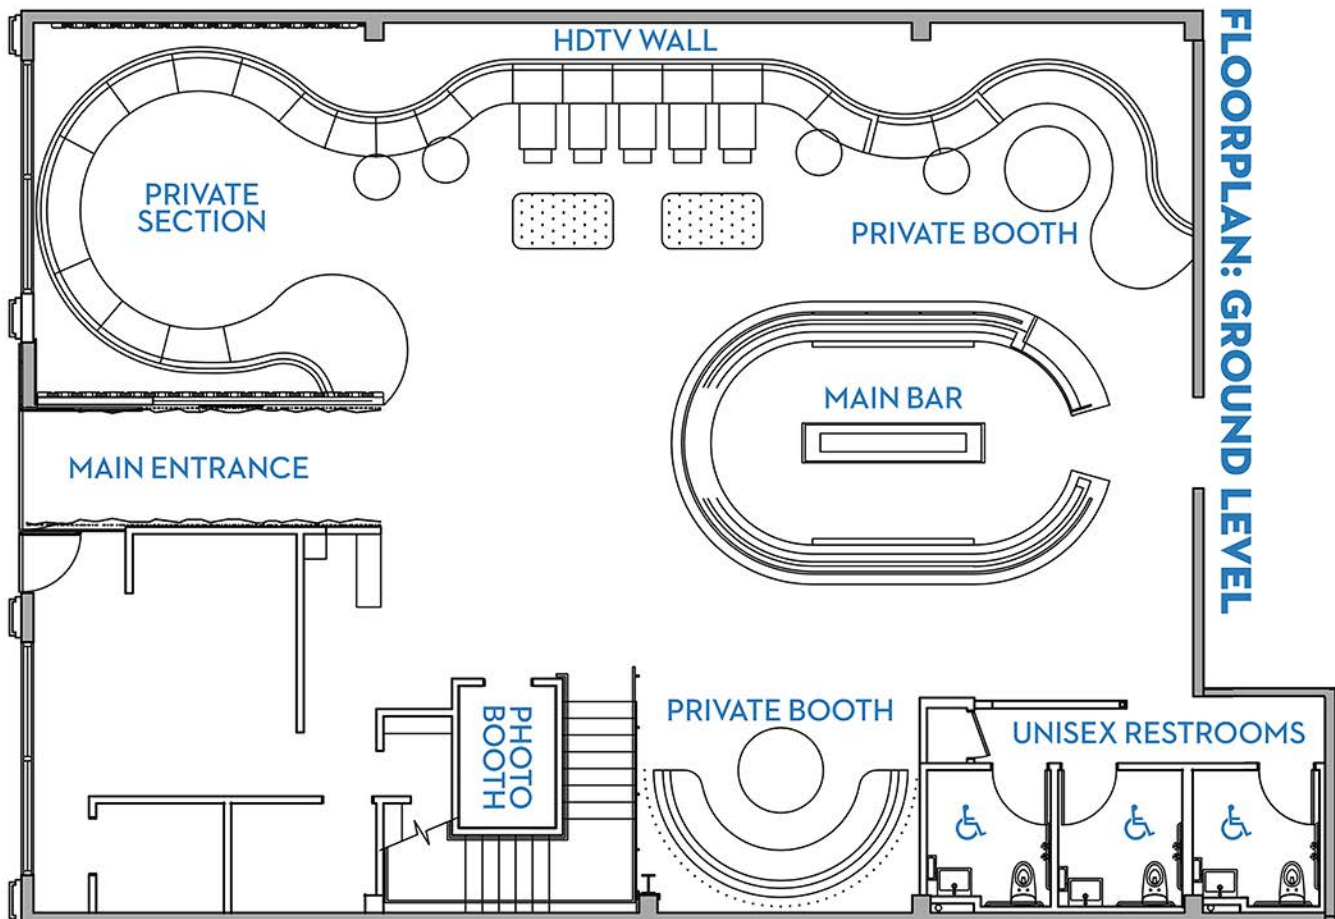 FLOORPLAN: GROUND LEVEL
HDTV WALL
PRIVATE
SECTION
PRIVATE BOOTH
MAIN BAR
MAIN ENTRANCE
PHOTO
BOOTH
PRIVATE BOOTH
UNISEX RESTROOMS